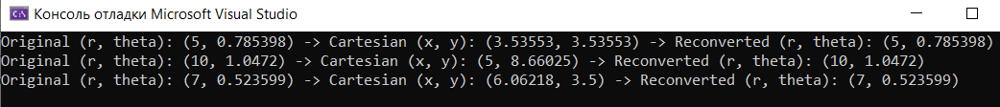 Консоль отладки Microsoft Visual Studio
Original (r, theta): (5, 0.785398) -> Cartesian (x, y): (3.53553, 3.53553) -> Reconverted (r, theta): (5, 0.785398)
Original (r, theta): (10, 1.0472) -> Cartesian (x, y): (5, 8.66025) -> Reconverted (r, theta): (10, 1.0472)
Original (r, theta): (7, 0.523599) -> Cartesian (x, y): (6.06218, 3.5) -> Reconverted (r, theta): (7, 0.523599)